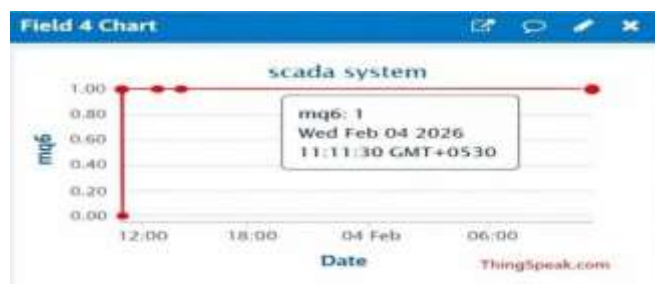 Field 4 Chart
scada system
1.00
0.80
0.60
0.40
0.20
0.00
mq6
mq6: 1
Wed Feb 04 2026
11:11:30 GMT+0530
12:00 18:00 04 Feb 06:00
Date
ThingSpeak.com